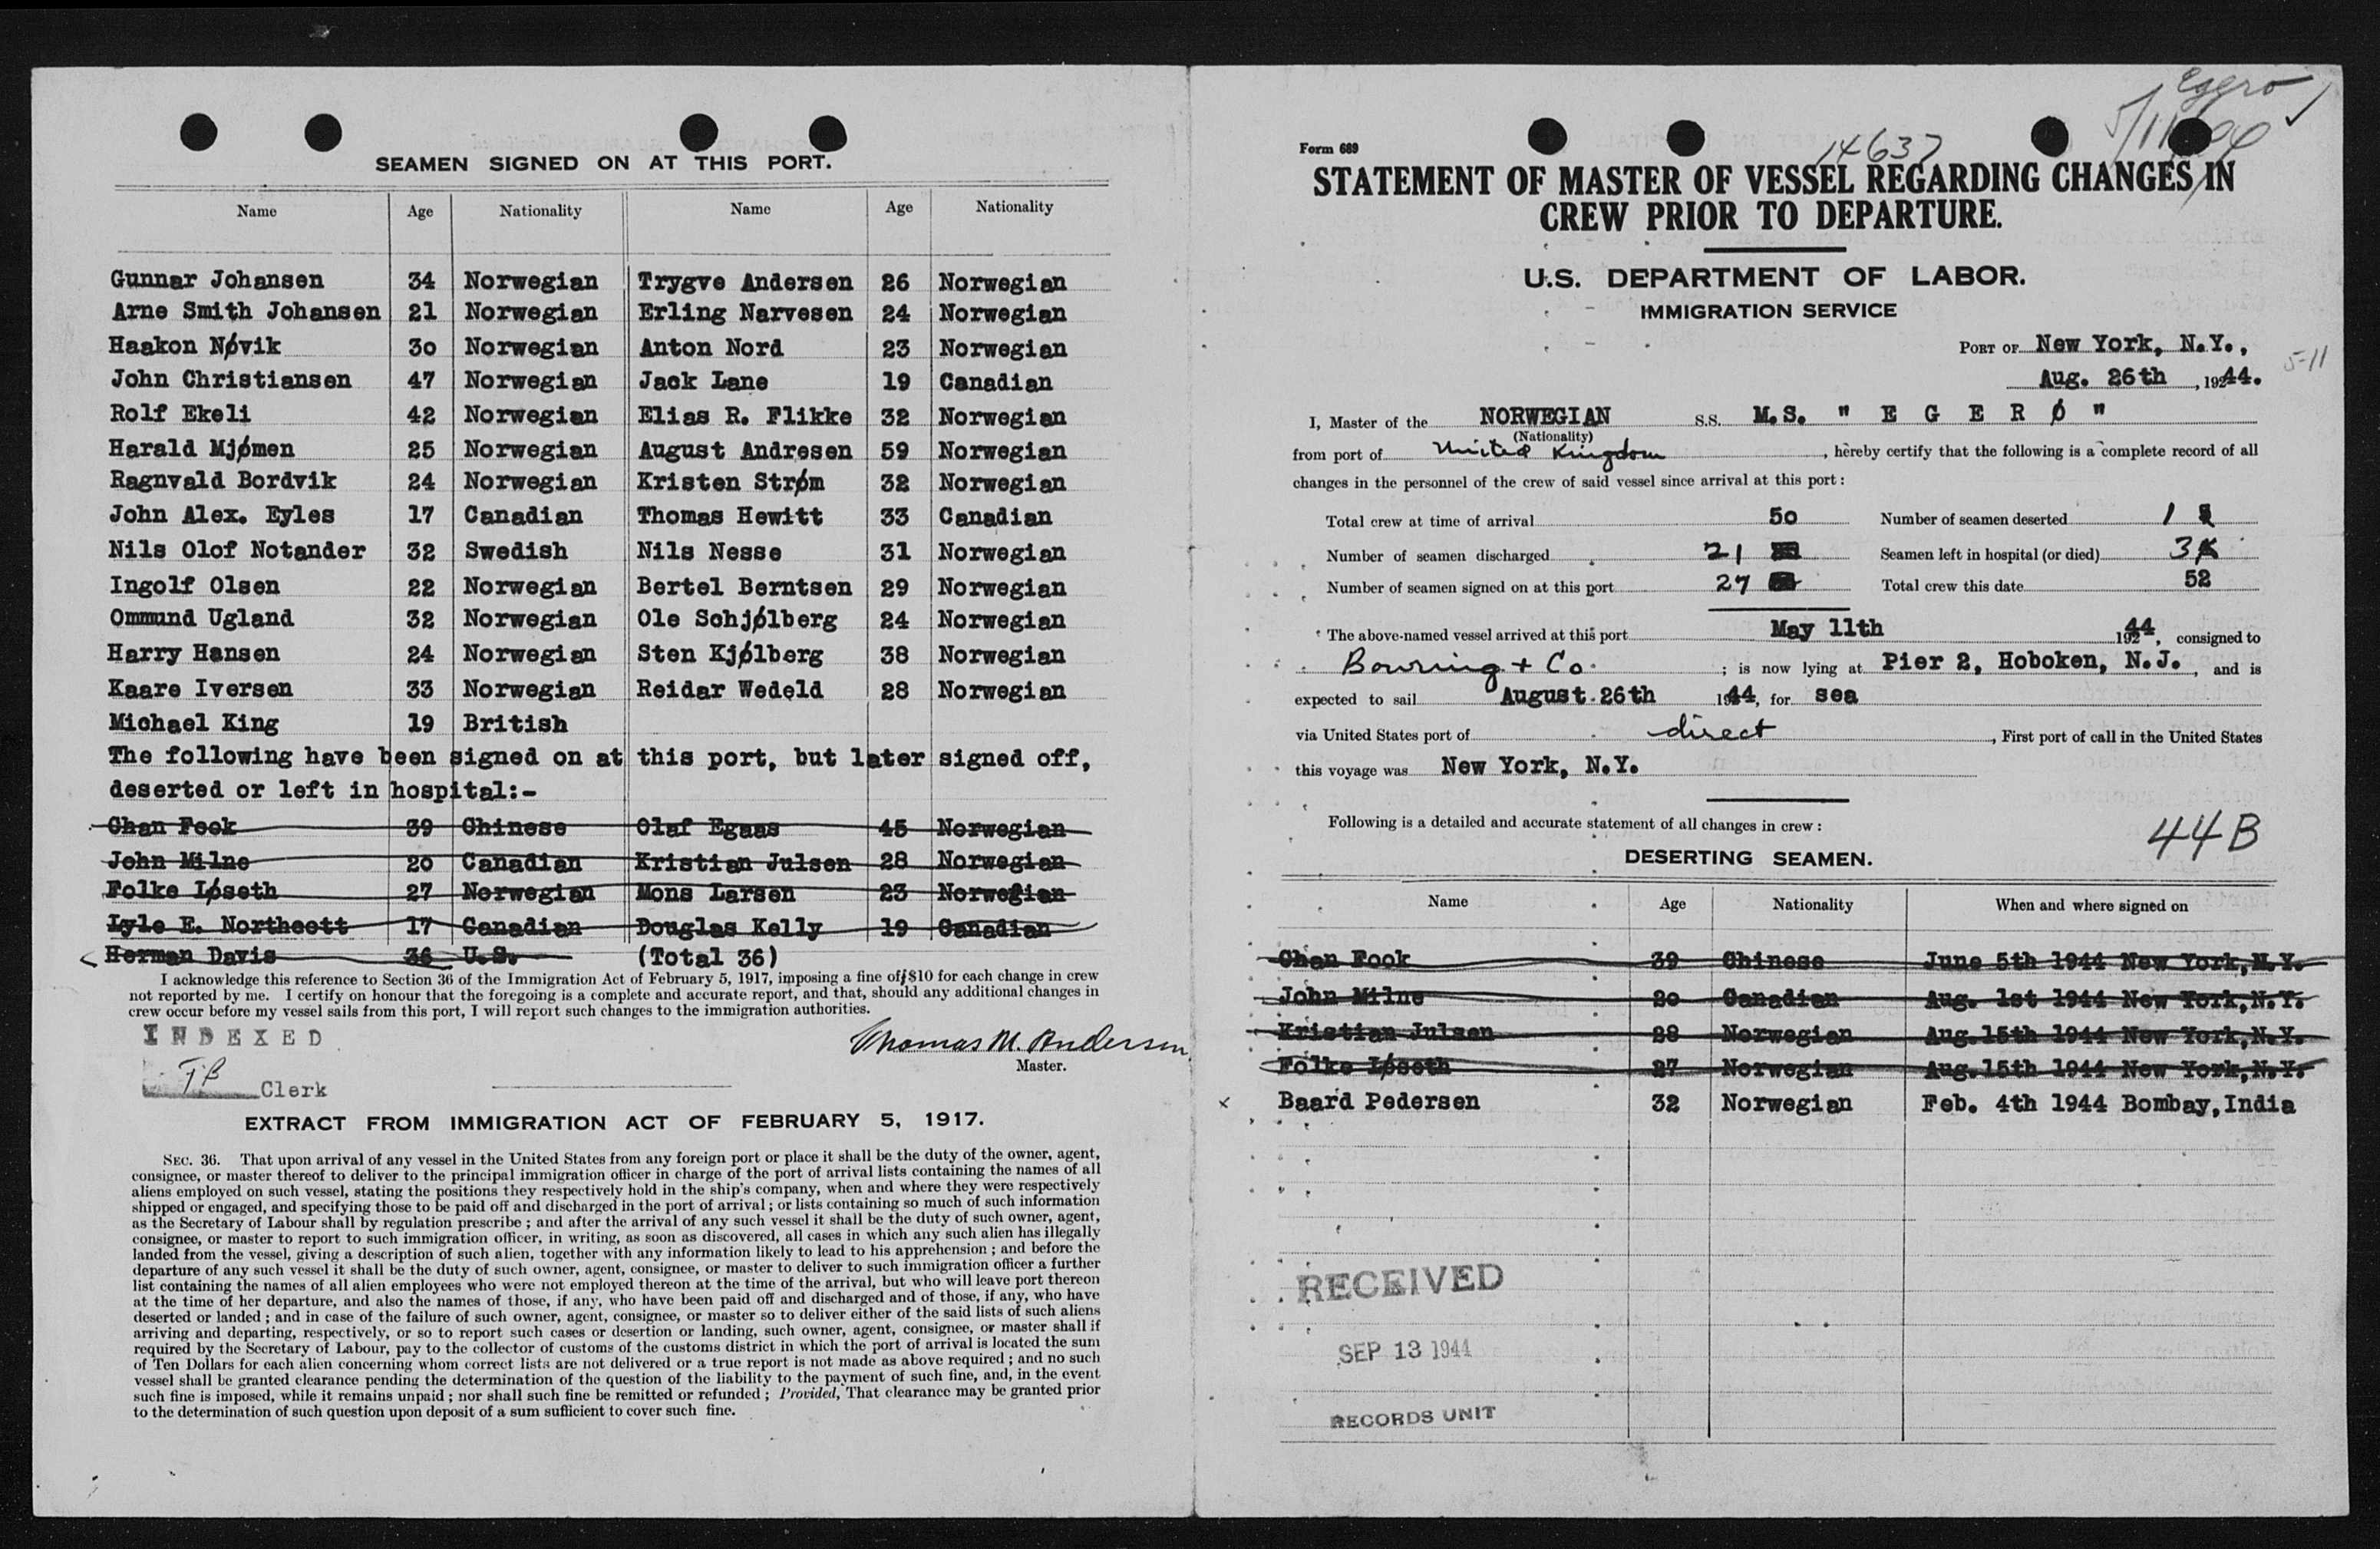 SEAMEN SIGNED ON AT THIS PORT.
Name Age Nationality Name Age Nationality
Gunnar Johansen 34 Norwegian Trygve Andersen 26 Norwegian
Arne Smith Johansen 21 Norwegian Erling Narvesen 24 Norwegian
Haakon Nøvik 30 Norwegian Anton Nord 23 Norwegian
John Christiansen 47 Norwegian Jack Lane 19 Canadian
Rolf Ekeli 42 Norwegian Elias R. Flikke 32 Norwegian
Harald Mjømen 25 Norwegian August Andresen 59 Norwegian
Ragnvald Bordvik 24 Norwegian Kristen Strøm 32 Norwegian
John Alex. Eyles 17 Canadian Thomas Hewitt 33 Canadian
Nils Olof Notander 32 Swedish Nils Nesse 31 Norwegian
Ingolf Olsen 22 Norwegian Bertel Berntsen 29 Norwegian
Ommund Ugland 32 Norwegian Ole Schjølberg 24 Norwegian
Harry Hansen 24 Norwegian Sten Kjølberg 38 Norwegian
Kaare Iversen 33 Norwegian Reidar Wedeld 28 Norwegian
Michael King 19 British
The following have been signed on at this port, but later signed off,
deserted or left in hospital:-
Chan Fook 39 Chinese Olaf Egaas 45 Norwegian
John Milne 20 Canadian Kristian Julsen 28 Norwegian
Folke Løseth 27 Norwegian Mons Larsen 23 Norwegian
Lyle E. Northcott 17 Canadian Douglas Kelly 19 Canadian
Herman Davis 36 U.S. (Total 36)
I acknowledge this reference to Section 36 of the Immigration Act of February 5, 1917, imposing a fine of $10 for each change in crew
not reported by me. I certify on honour that the foregoing is a complete and accurate report, and that, should any additional changes in
crew occur before my vessel sails from this port, I will report such changes to the immigration authorities.
INDEXED
Thomas M. Andersen
Master.
TB Clerk
EXTRACT FROM IMMIGRATION ACT OF FEBRUARY 5, 1917.
SEC. 36. That upon arrival of any vessel in the United States from any foreign port or place it shall be the duty of the owner, agent,
consignee, or master thereof to deliver to the principal immigration officer in charge of the port of arrival lists containing the names of all
aliens employed on such vessel, stating the positions they respectively hold in the ship's company, when and where they were respectively
shipped or engaged, and specifying those to be paid off and discharged in the port of arrival; or lists containing so much of such information
as the Secretary of Labour shall by regulation prescribe; and after the arrival of any such vessel it shall be the duty of such owner, agent,
consignee, or master to report to such immigration officer, in writing, as soon as discovered, all cases in which any such alien has illegally
landed from the vessel, giving a description of such alien, together with any information likely to lead to his apprehension; and before the
departure of any such vessel it shall be the duty of such owner, agent, consignee, or master to deliver to such immigration officer a further
list containing the names of all alien employees who were not employed thereon at the time of the arrival, but who will leave port thereon
at the time of her departure, and also the names of those, if any, who have been paid off and discharged and of those, if any, who have
deserted or landed; and in case of the failure of such owner, agent, consignee, or master so to deliver either of the said lists of such aliens
arriving and departing, respectively, or so to report such cases or desertion or landing, such owner, agent, consignee, or master shall if
required by the Secretary of Labour, pay to the collector of customs of the customs district in which the port of arrival is located the sum
of Ten Dollars for each alien concerning whom correct lists are not delivered or a true report is not made as above required; and no such
vessel shall be granted clearance pending the determination of the question of the liability to the payment of such fine, and, in the event
such fine is imposed, while it remains unpaid; nor shall such fine be remitted or refunded; Provided, That clearance may be granted prior
to the determination of such question upon deposit of a sum sufficient to cover such fine.
Form 689
14637
STATEMENT OF MASTER OF VESSEL REGARDING CHANGES IN
CREW PRIOR TO DEPARTURE.
U.S. DEPARTMENT OF LABOR.
IMMIGRATION SERVICE
PORT OF New York, N.Y.,
5-11
Aug. 26th, 19244.
I, Master of the NORWEGIAN S.S. M.S. " E G E R Ø "
(Nationality)
from port of United Kingdom, hereby certify that the following is a complete record of all
changes in the personnel of the crew of said vessel since arrival at this port:
Total crew at time of arrival 50 Number of seamen deserted 1
Number of seamen discharged 21 Seamen left in hospital (or died) 3
Number of seamen signed on at this port 27 Total crew this date 52
The above-named vessel arrived at this port May 11th 19244, consigned to
Bowring + Co.; is now lying at Pier 2, Hoboken, N.J., and is
expected to sail August 26th 1944, for sea
via United States port of direct, First port of call in the United States
this voyage was New York, N.Y.
Following is a detailed and accurate statement of all changes in crew:
44B
DESERTING SEAMEN.
Name Age Nationality When and where signed on
Chan Fook 39 Chinese June 5th 1944 New York, N.Y.
John Milne 20 Canadian Aug. 1st 1944 New York, N.Y.
Kristian Julsen 28 Norwegian Aug. 15th 1944 New York, N.Y.
Folke Løseth 27 Norwegian Aug. 15th 1944 New York, N.Y.
x Baard Pedersen 32 Norwegian Feb. 4th 1944 Bombay, India
RECEIVED
SEP 13 1944
RECORDS UNIT